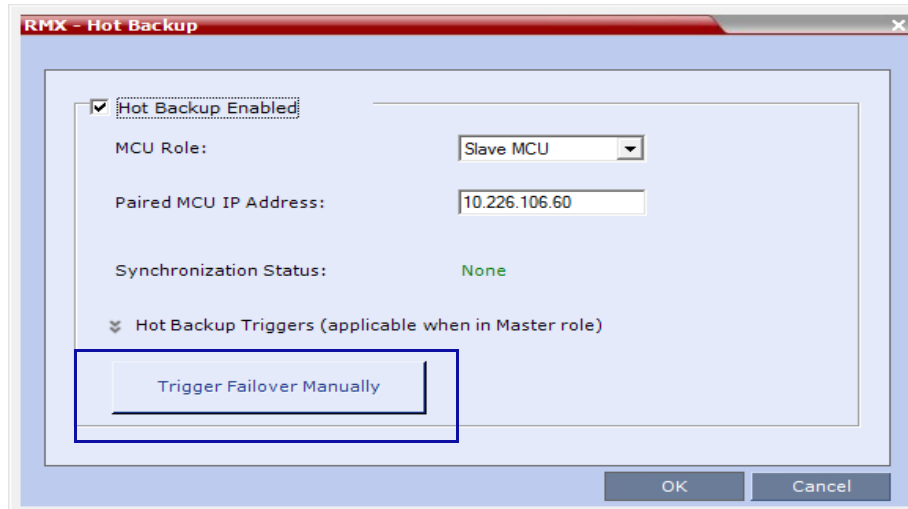 RMX - Hot Backup
Hot Backup Enabled
MCU Role: Slave MCU
Paired MCU IP Address: 10.226.106.60
Synchronization Status: None
Hot Backup Triggers (applicable when in Master role)
Trigger Failover Manually
OK Cancel